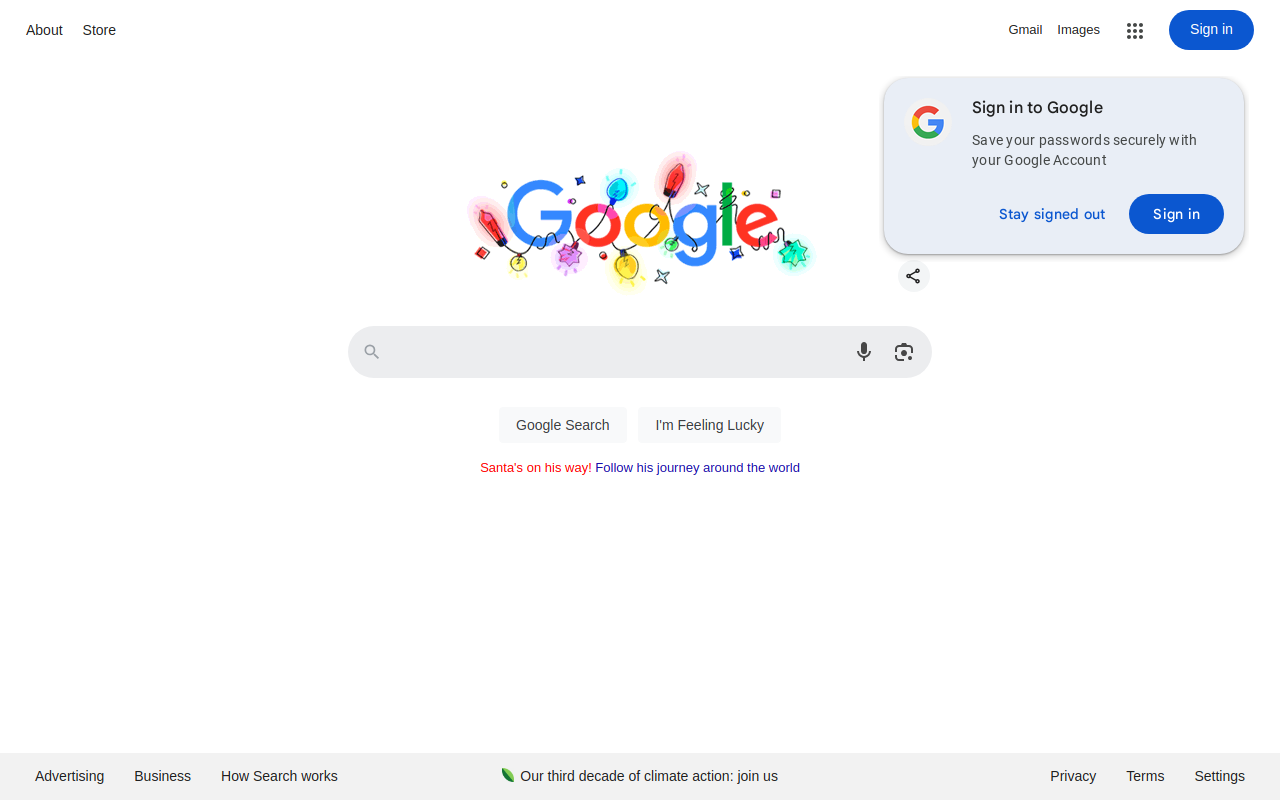 About Store
Gmail Images Sign in
Sign in to Google
Save your passwords securely with
your Google Account
Stay signed out Sign in
Google
Google Search I'm Feeling Lucky
Santa's on his way! Follow his journey around the world
Advertising Business How Search works Our third decade of climate action: join us Privacy Terms Settings